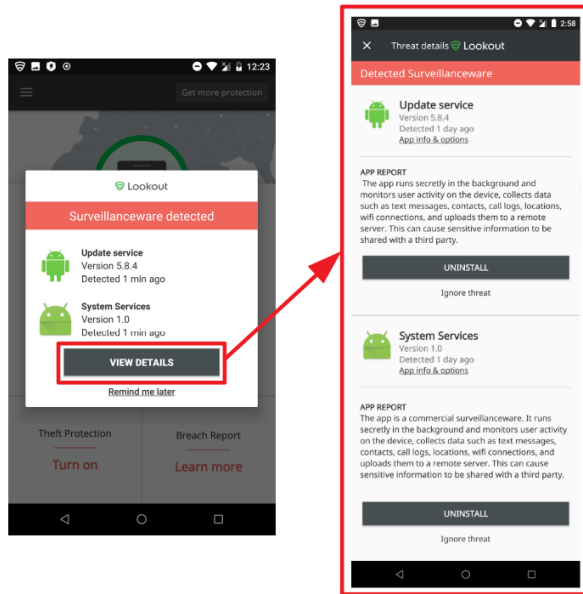 12:23
Get more protection
Lookout
Surveillanceware detected
Update service
Version 5.8.4
Detected 1 min ago
System Services
Version 1.0
Detected 1 min ago
VIEW DETAILS
Remind me later
Theft Protection
Turn on
Breach Report
Learn more
2:58
Threat details Lookout
Detected Surveillanceware
Update service
Version 5.8.4
Detected 1 day ago
App info & options
APP REPORT
The app runs secretly in the background and
monitors user activity on the device, collects data
such as text messages, contacts, call logs, locations,
wifi connections, and uploads them to a remote
server. This can cause sensitive information to be
shared with a third party.
UNINSTALL
Ignore threat
System Services
Version 1.0
Detected 1 day ago
App info & options
APP REPORT
The app is a commercial surveillanceware. It runs
secretly in the background and monitors user activity
on the device, collects data such as text messages,
contacts, call logs, locations, wifi connections, and
uploads them to a remote server. This can cause
sensitive information to be shared with a third party.
UNINSTALL
Ignore threat